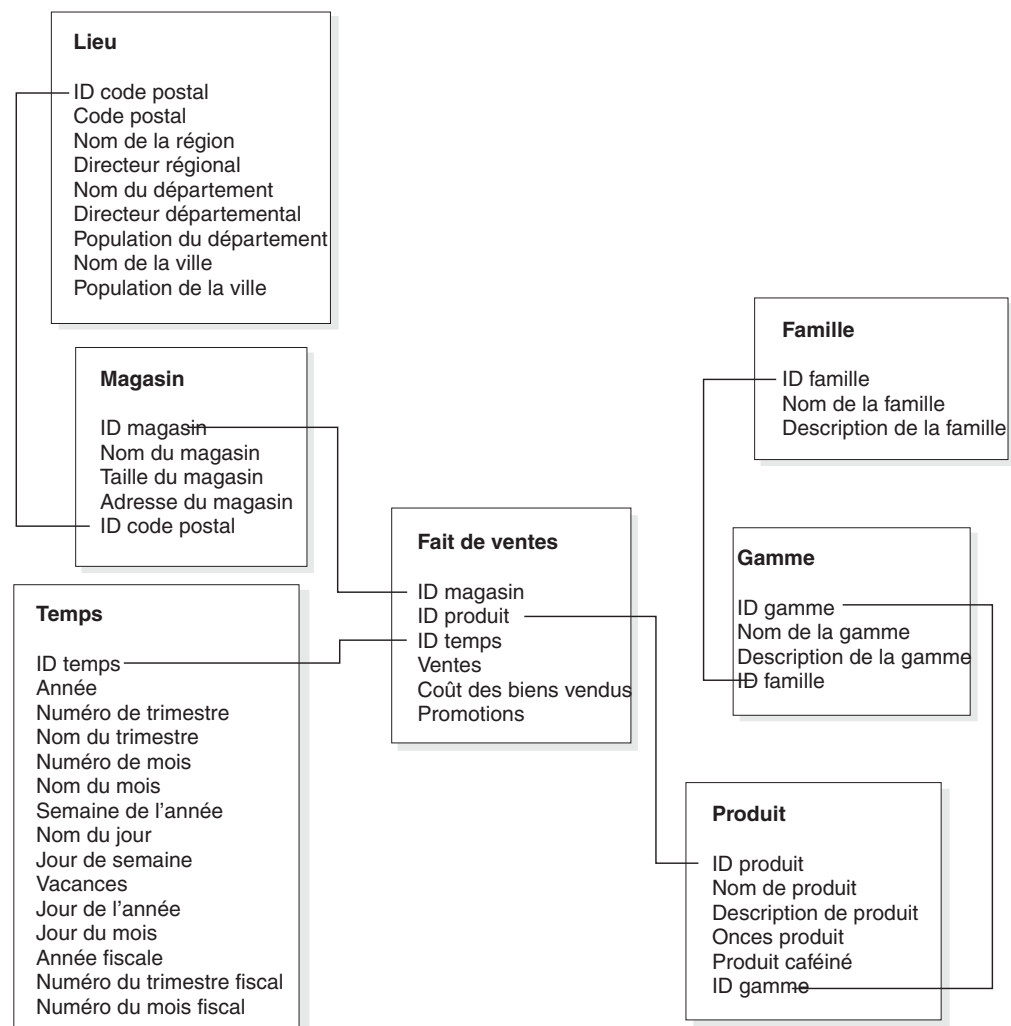 Lieu
ID code postal
Code postal
Nom de la région
Directeur régional
Nom du département
Directeur départemental
Population du département
Nom de la ville
Population de la ville
Magasin
ID magasin
Nom du magasin
Taille du magasin
Adresse du magasin
ID code postal
Temps
ID temps
Année
Numéro de trimestre
Nom du trimestre
Numéro de mois
Nom du mois
Semaine de l'année
Nom du jour
Jour de semaine
Vacances
Jour de l'année
Jour du mois
Année fiscale
Numéro du trimestre fiscal
Numéro du mois fiscal
Fait de ventes
ID magasin
ID produit
ID temps
Ventes
Coût des biens vendus
Promotions
Famille
ID famille
Nom de la famille
Description de la famille
Gamme
ID gamme
Nom de la gamme
Description de la gamme
ID famille
Produit
ID produit
Nom de produit
Description de produit
Onces produit
Produit caféiné
ID gamme